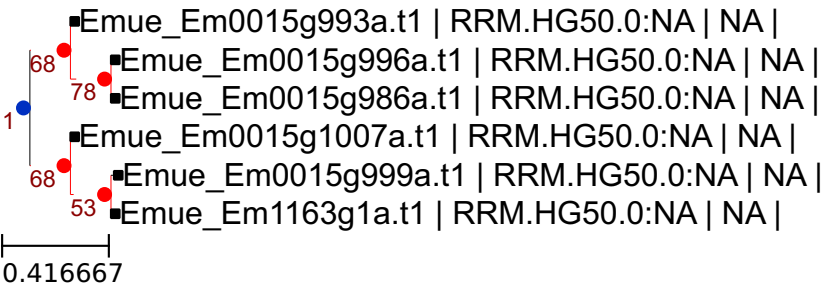 Emue_Em0015g993a.t1 | RRM.HG50.0:NA | NA |
68
Emue_Em0015g996a.t1 | RRM.HG50.0:NA | NA |
78
Emue_Em0015g986a.t1 | RRM.HG50.0:NA | NA |
1
Emue_Em0015g1007a.t1 | RRM.HG50.0:NA | NA |
68
Emue_Em0015g999a.t1 | RRM.HG50.0:NA | NA |
53
Emue_Em1163g1a.t1 | RRM.HG50.0:NA | NA |
0.416667